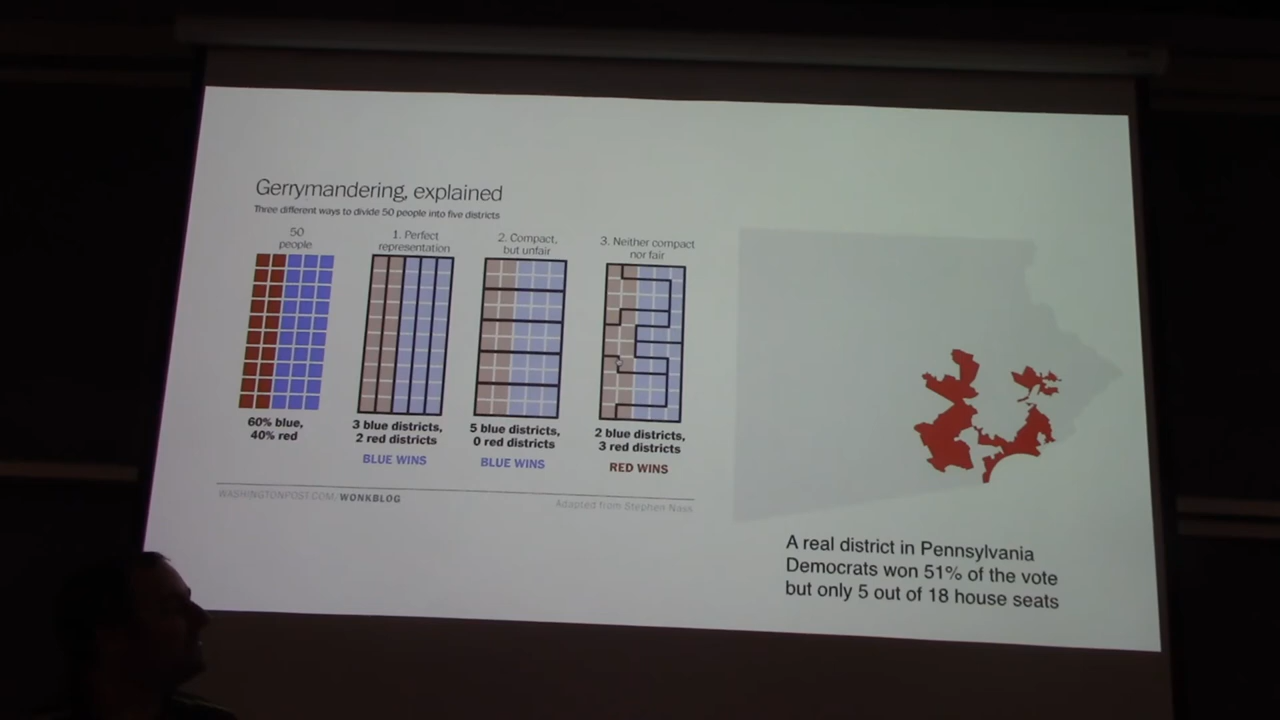 Gerrymandering, explained
Three different ways to divide 50 people into five districts
50
people
1. Perfect
representation
2. Compact,
but unfair
3. Neither compact
nor fair
60% blue,
40% red
3 blue districts,
2 red districts
BLUE WINS
5 blue districts,
0 red districts
BLUE WINS
2 blue districts,
3 red districts
RED WINS
WASHINGTONPOST.COM/WONKBLOG
Adapted from Stephen Nass
A real district in Pennsylvania
Democrats won 51% of the vote
but only 5 out of 18 house seats